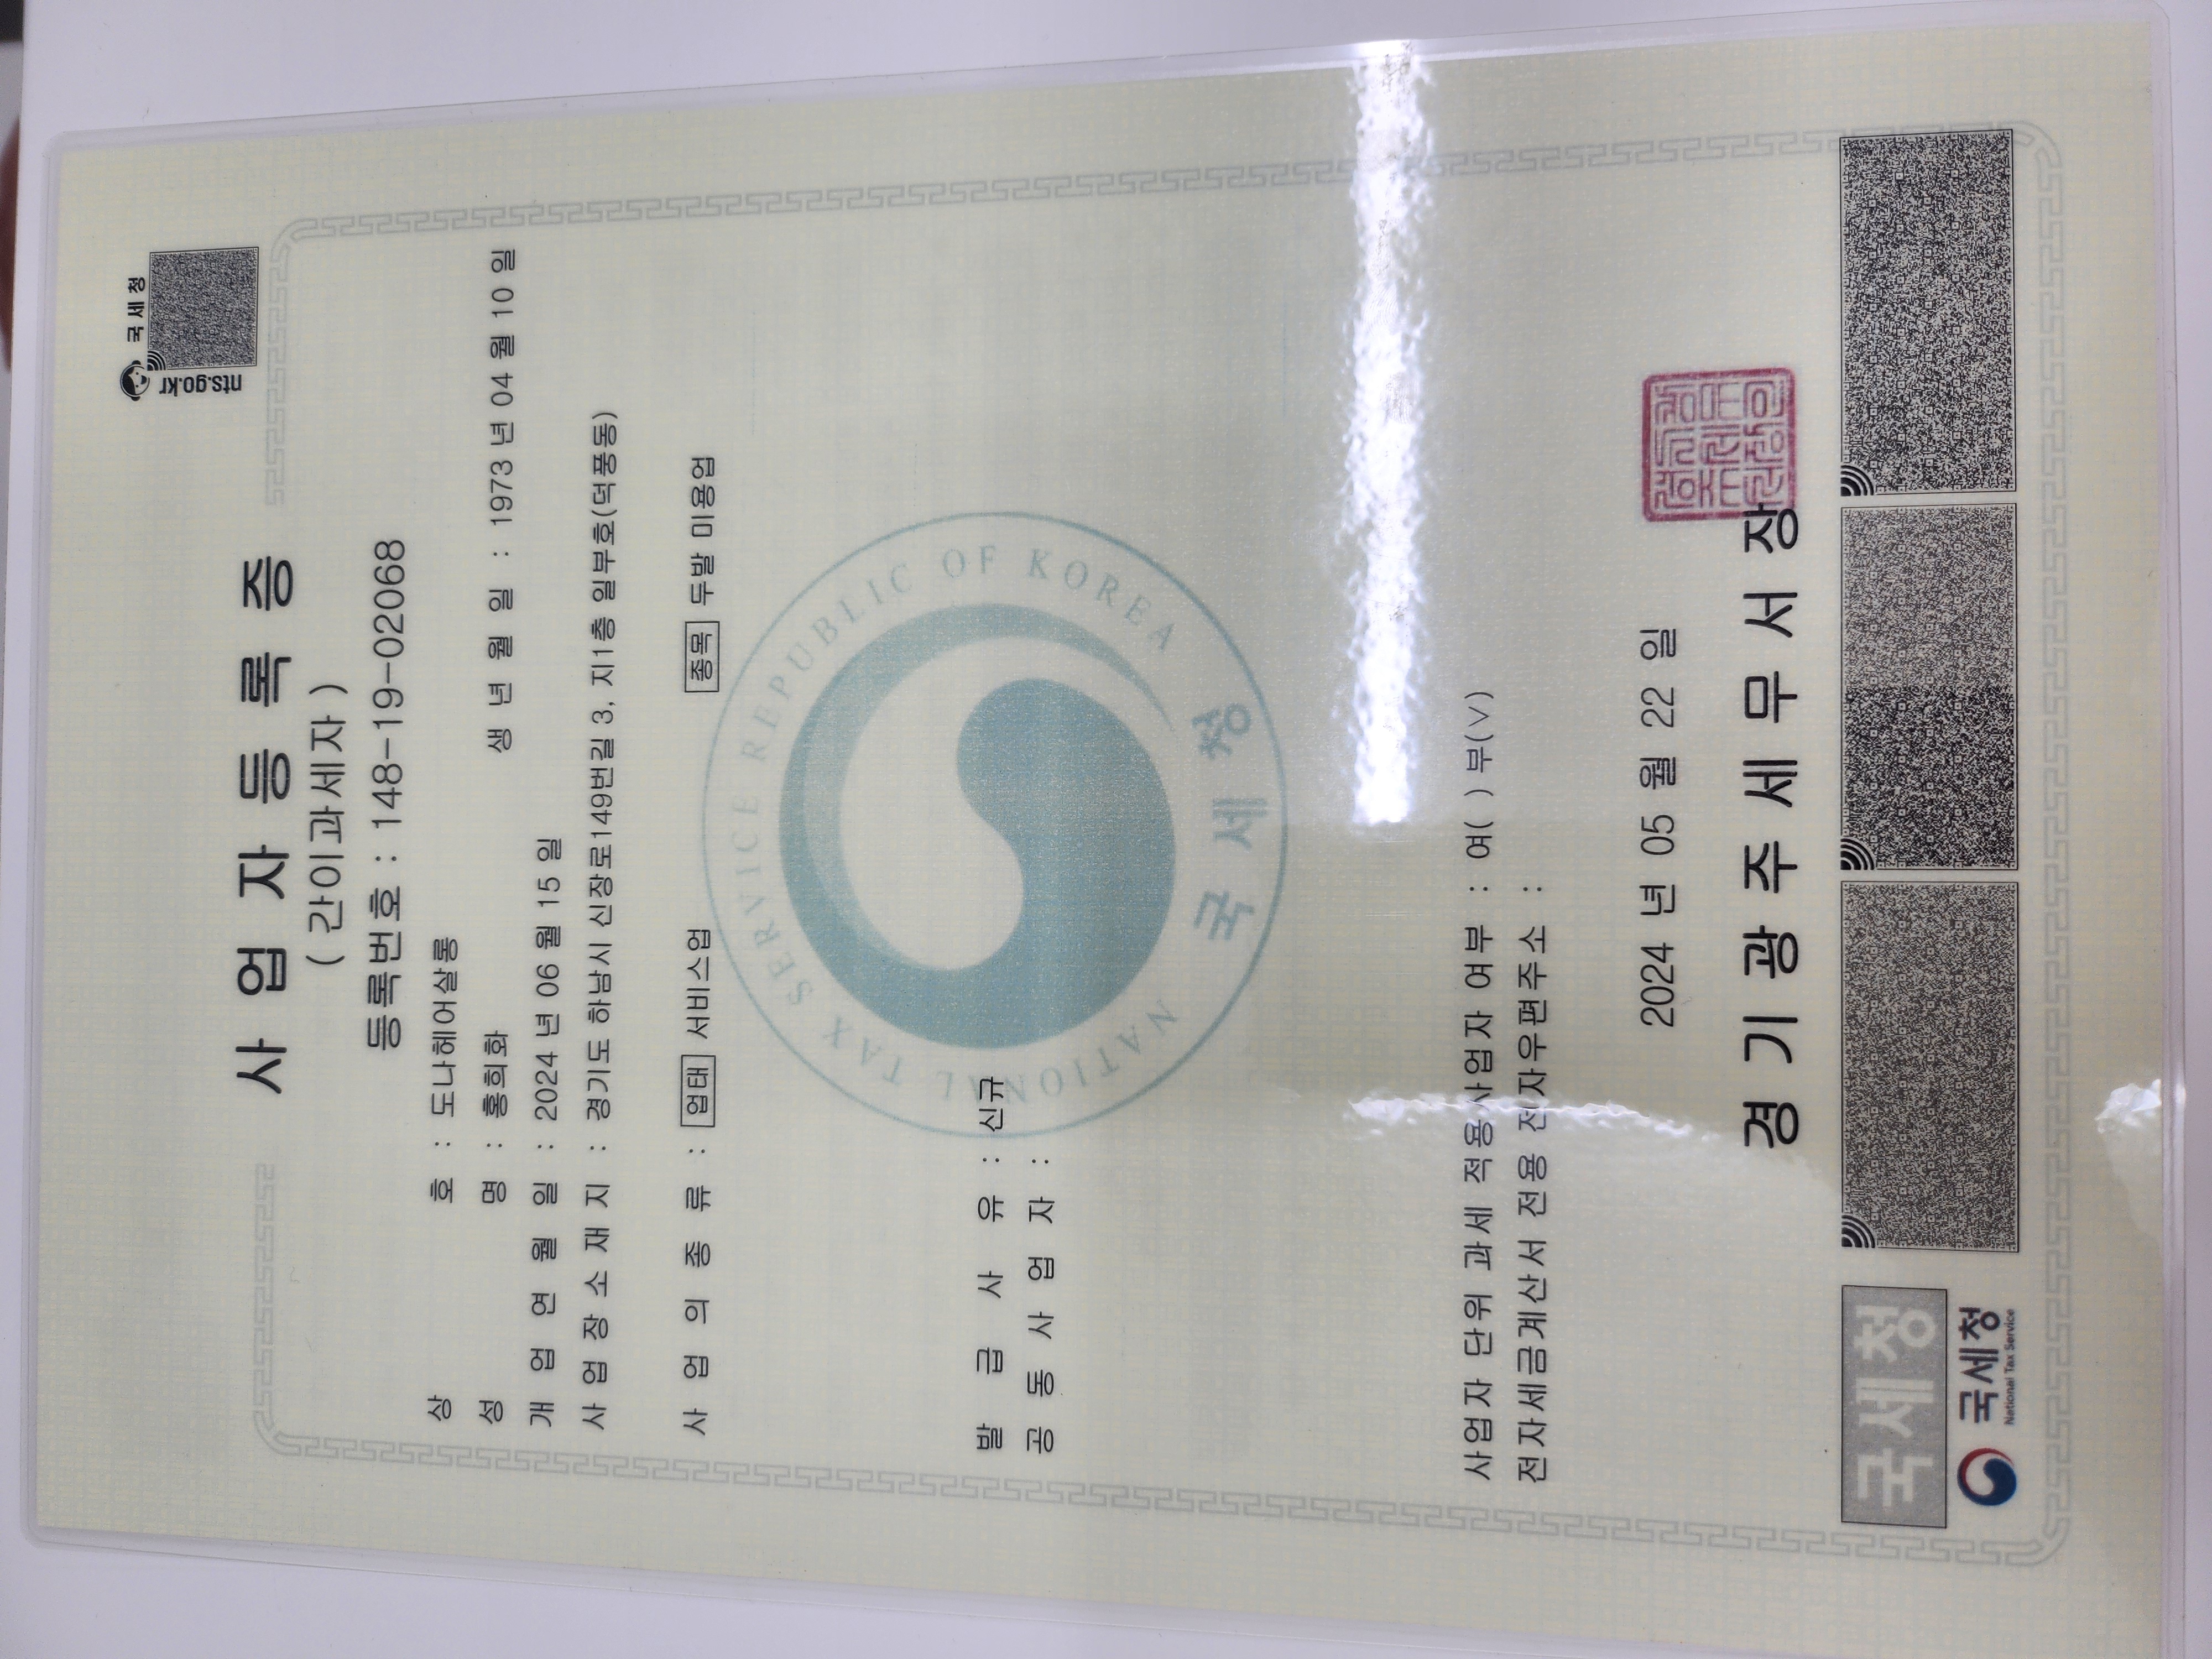 국세청
nts.go.kr
사업자등록증
( 간이과세자 )
등록번호 : 148-19-02068
상 호 : 도나헤어살롱
성 명 : 홍희화 생 년 월 일 : 1973 년 04 월 10 일
개 업 연 월 일 : 2024 년 06 월 15 일
사 업 장 소 재 지 : 경기도 하남시 신장로149번길 3, 지1층 일부호(덕풍동)
사 업 의 종 류 : 업태 서비스업 종목 두발 미용업
NATIONAL TAX SERVICE REPUBLIC OF KOREA
국세청
발 급 사 유 : 신규
공 동 사 업 자 :
사업자 단위 과세 적용사업자 여부 : 여( ) 부(∨)
전자세금계산서 전용 전자우편주소 :
2024 년 05 월 22 일
경기광주세무서장
국세청
국세청
National Tax Service